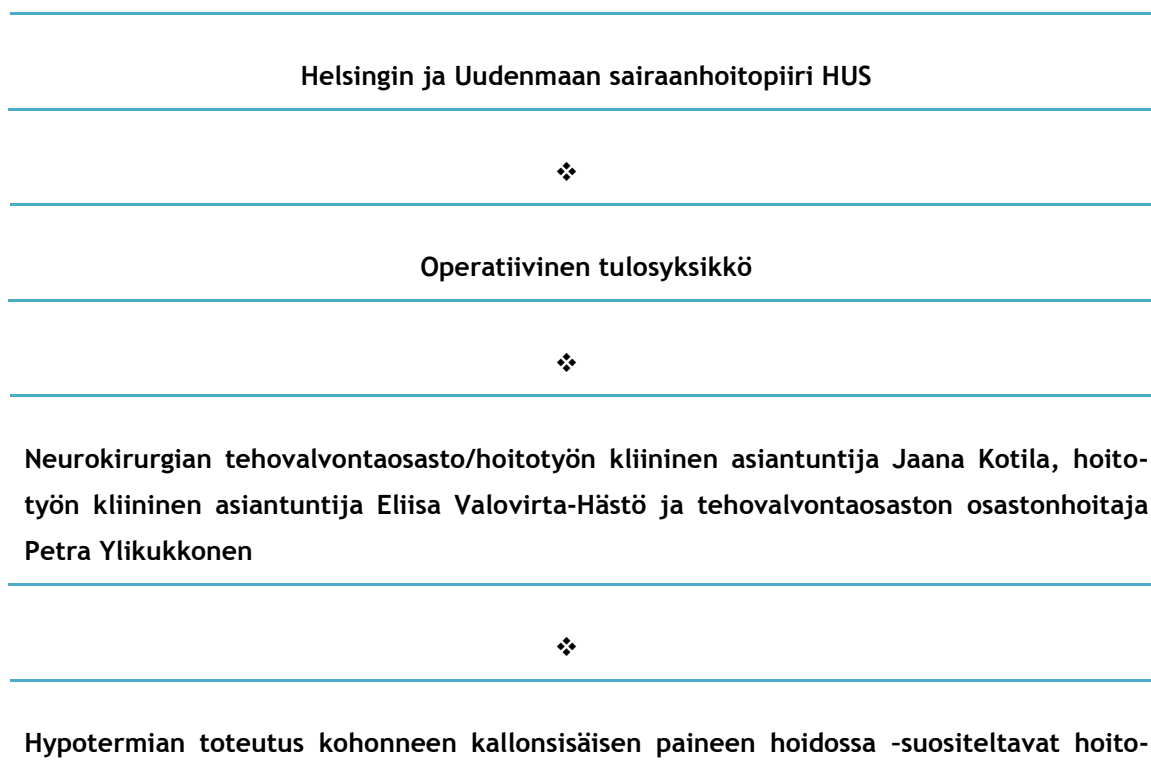 Helsingin ja Uudenmaan sairaanhoitopiiri HUS
❖
Operatiivinen tulosyksikkö
❖
Neurokirurgian tehovalvontaosasto/hoitotyön kliininen asiantuntija Jaana Kotila, hoito-
työn kliininen asiantuntija Eliisa Valovirta-Hästö ja tehovalvontaosaston osastonhoitaja
Petra Ylikukkonen
❖
Hypotermian toteutus kohonneen kallonsisäisen paineen hoidossa –suositeltavat hoito-